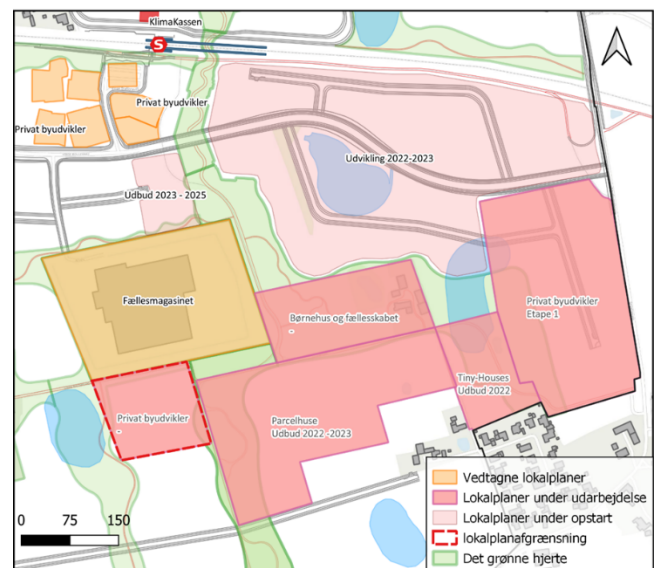 KlimaKassen
S
Privat byudvikler
Privat byudvikler
Udvikling 2022-2023
Udbud 2023 - 2025
Fællesmagasinet
Børnehus og fællesskabet
-
Privat byudvikler
Etape 1
Privat byudvikler
-
Parcelhuse
Udbud 2022 -2023
Tiny-Houses
Udbud 2022
Vedtagne lokalplaner
Lokalplaner under udarbejdelse
Lokalplaner under opstart
lokalplanafgrænsning
Det grønne hjerte
0 75 150